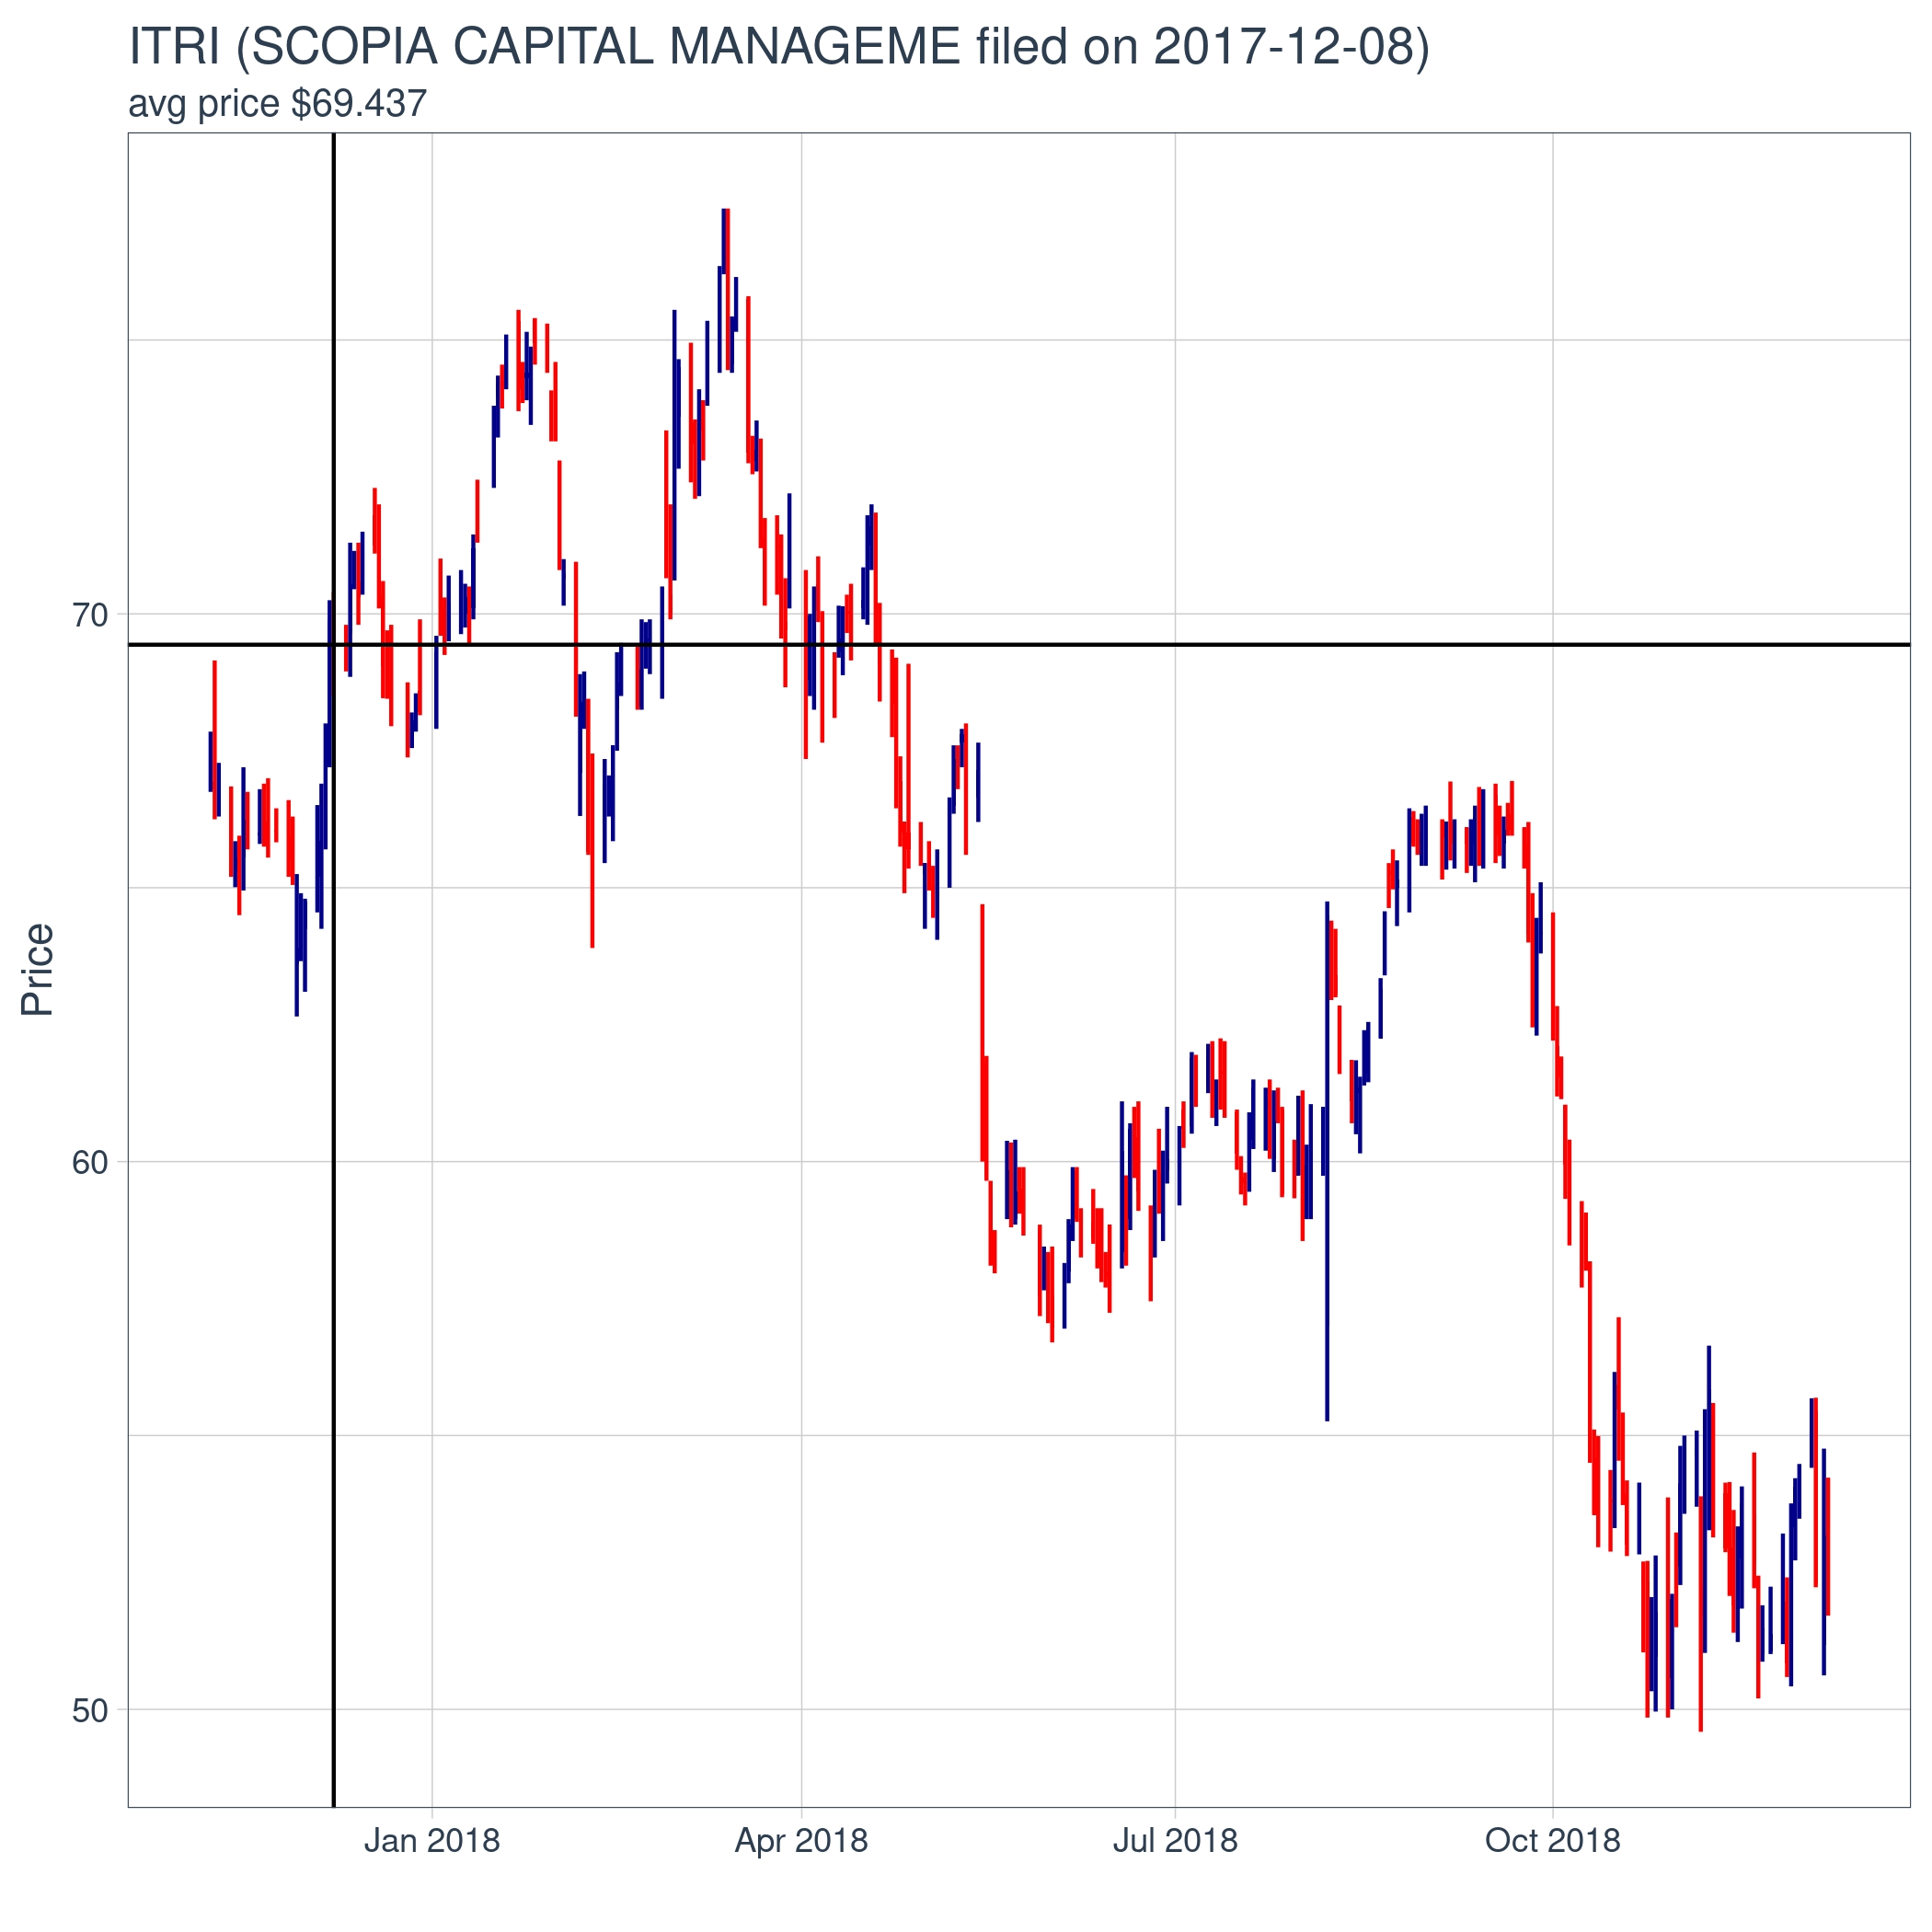 ITRI (SCOPIA CAPITAL MANAGEME filed on 2017-12-08)
avg price $69.437
Price
70
60
50
Jan 2018
Apr 2018
Jul 2018
Oct 2018